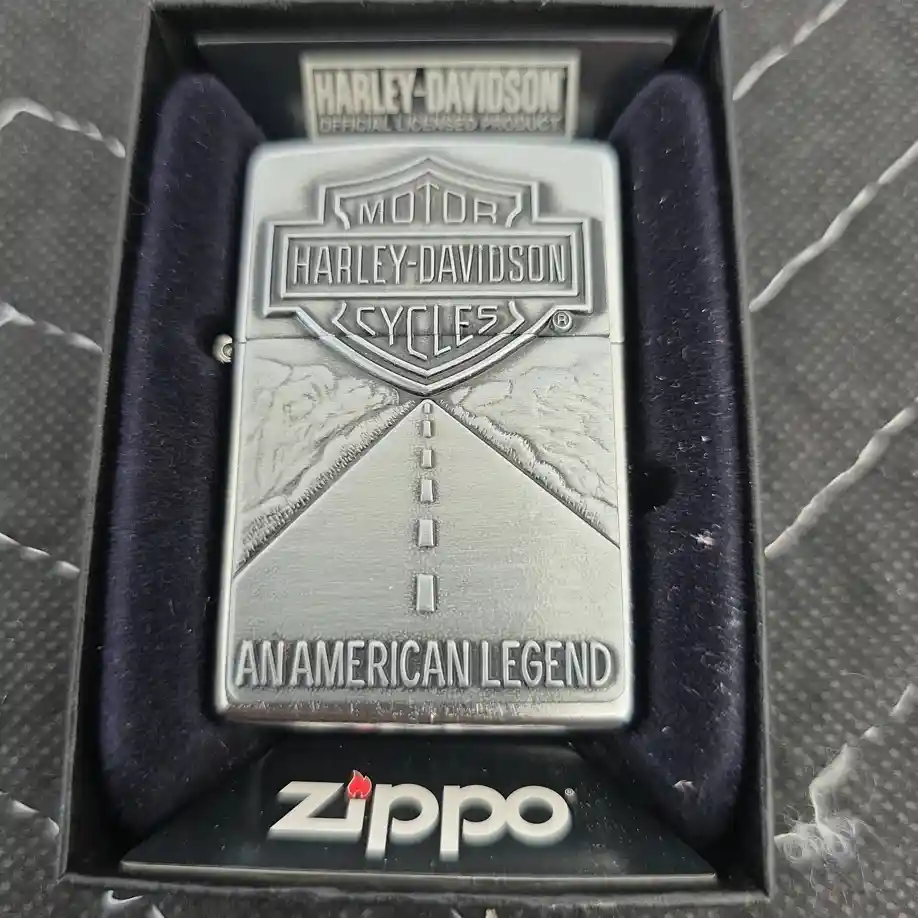 HARLEY-DAVIDSON
OFFICIAL LICENSED PRODUCT
MOTOR
HARLEY-DAVIDSON
CYCLES ®
AN AMERICAN LEGEND
zippo®